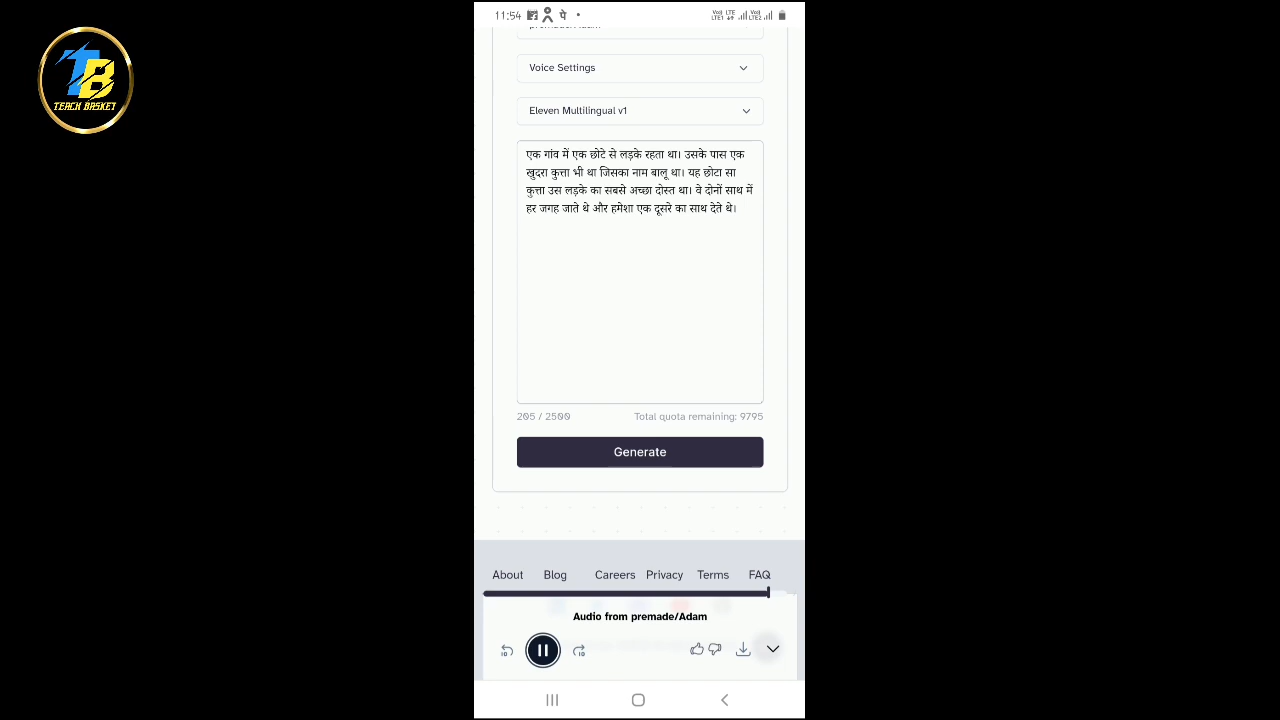 11:54
TEACH BASKET
Voice Settings
Eleven Multilingual v1
एक गांव में एक छोटे से लड़के रहता था। उसके पास एक
खुदरा कुत्ता भी था जिसका नाम बालू था। यह छोटा सा
कुत्ता उस लड़के का सबसे अच्छा दोस्त था। वे दोनों साथ में
हर जगह जाते थे और हमेशा एक दूसरे का साथ देते थे।
205 / 2500 Total quota remaining: 9795
Generate
About Blog Careers Privacy Terms FAQ
Audio from premade/Adam